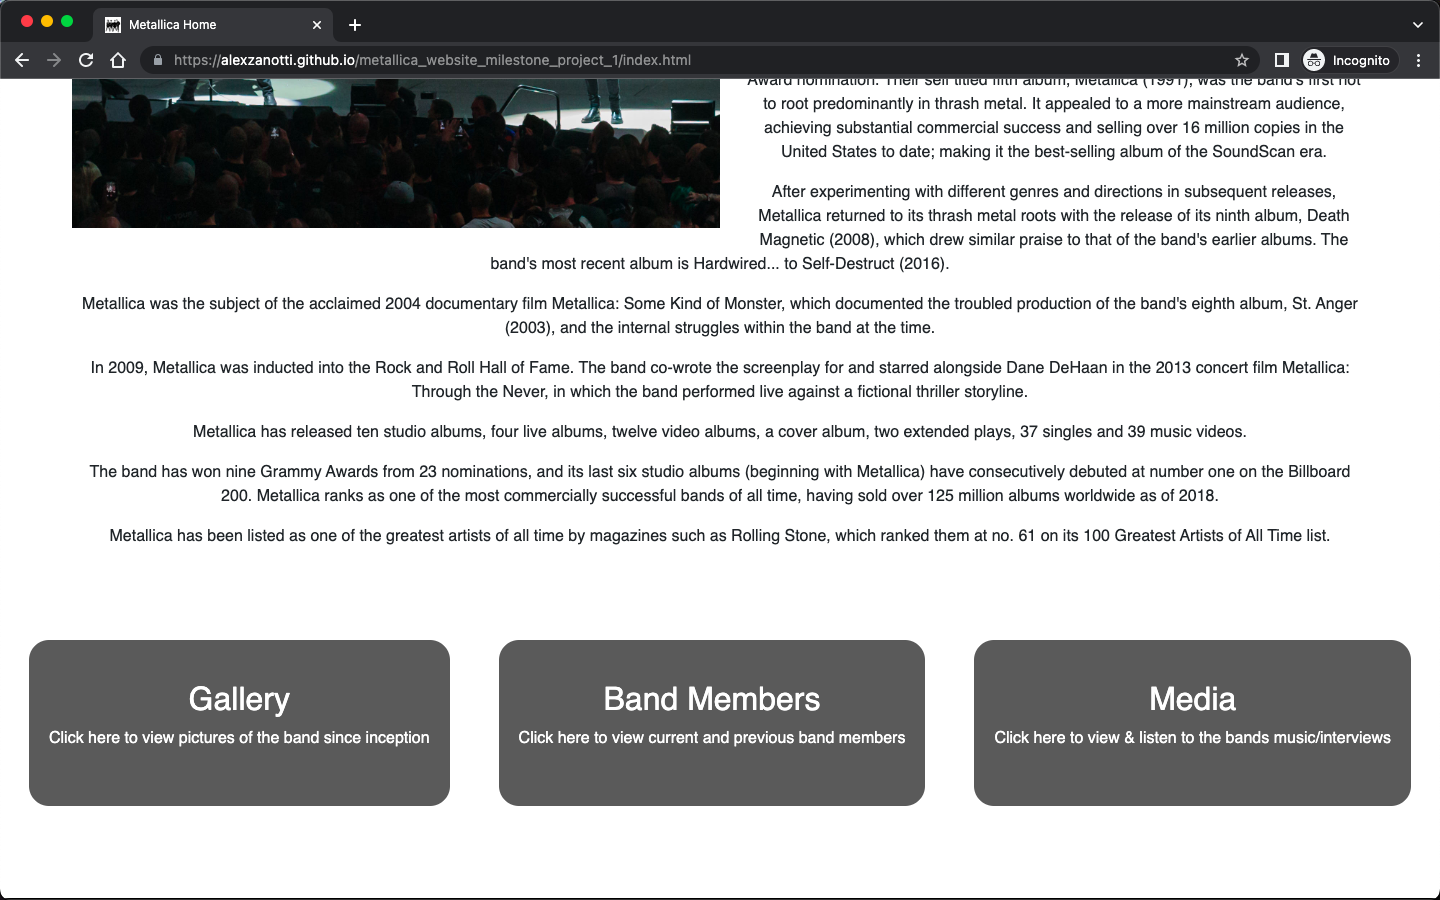 Metallica Home
https://alexzanotti.github.io/metallica_website_milestone_project_1/index.html
Incognito
Award nomination. Their self titled fifth album, Metallica (1991), was the band's first not
to root predominantly in thrash metal. It appealed to a more mainstream audience,
achieving substantial commercial success and selling over 16 million copies in the
United States to date; making it the best-selling album of the SoundScan era.
After experimenting with different genres and directions in subsequent releases,
Metallica returned to its thrash metal roots with the release of its ninth album, Death
Magnetic (2008), which drew similar praise to that of the band's earlier albums. The
band's most recent album is Hardwired... to Self-Destruct (2016).
Metallica was the subject of the acclaimed 2004 documentary film Metallica: Some Kind of Monster, which documented the troubled production of the band's eighth album, St. Anger
(2003), and the internal struggles within the band at the time.
In 2009, Metallica was inducted into the Rock and Roll Hall of Fame. The band co-wrote the screenplay for and starred alongside Dane DeHaan in the 2013 concert film Metallica:
Through the Never, in which the band performed live against a fictional thriller storyline.
Metallica has released ten studio albums, four live albums, twelve video albums, a cover album, two extended plays, 37 singles and 39 music videos.
The band has won nine Grammy Awards from 23 nominations, and its last six studio albums (beginning with Metallica) have consecutively debuted at number one on the Billboard
200. Metallica ranks as one of the most commercially successful bands of all time, having sold over 125 million albums worldwide as of 2018.
Metallica has been listed as one of the greatest artists of all time by magazines such as Rolling Stone, which ranked them at no. 61 on its 100 Greatest Artists of All Time list.
Gallery
Click here to view pictures of the band since inception
Band Members
Click here to view current and previous band members
Media
Click here to view & listen to the bands music/interviews